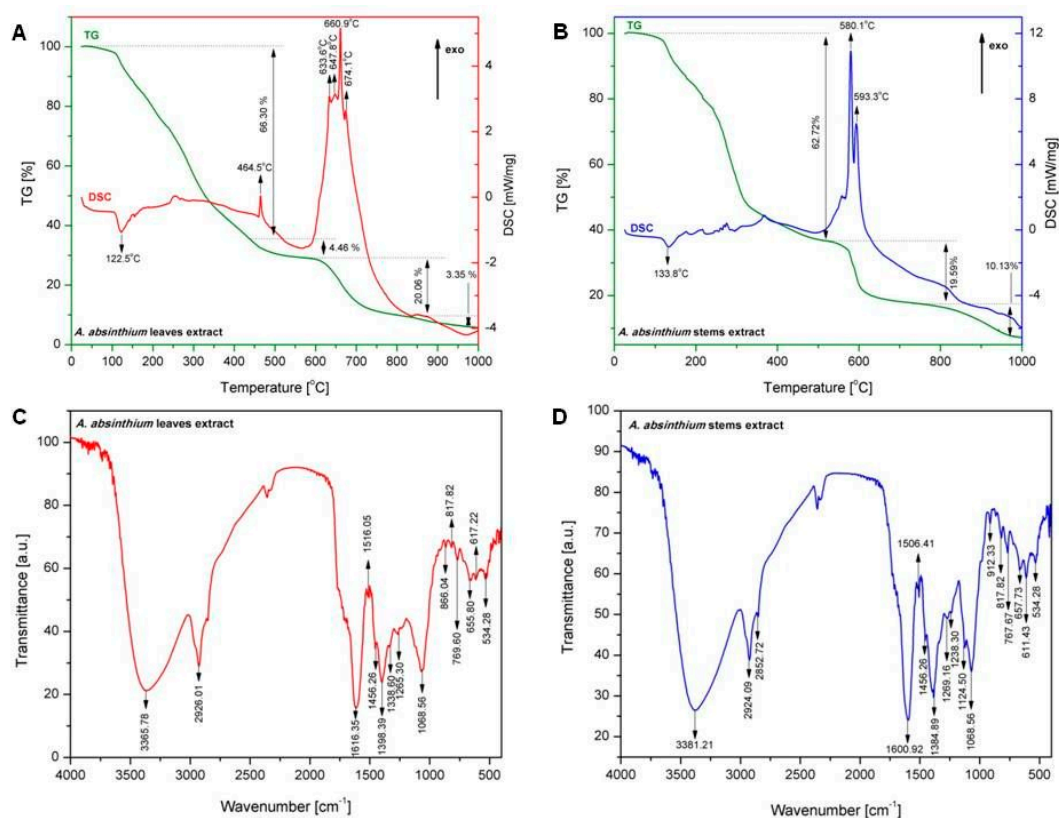 A
TG
100
80
60
40
20
0
TG [%]
66.30 %
464.5°C
633.6°C
647.8°C
660.9°C
674.1°C
exo
4
2
0
-2
-4
DSC [mW/mg]
DSC
122.5°C
4.46 %
20.06 %
3.35 %
A. absinthium leaves extract
0 100 200 300 400 500 600 700 800 900 1000
Temperature [°C]
B
TG
100
80
60
40
20
TG [%]
62.72%
580.1°C
593.3°C
exo
12
8
4
0
-4
DSC [mW/mg]
DSC
133.8°C
19.59%
10.13%
A. absinthium stems extract
0 200 400 600 800 1000
Temperature [°C]
C
A. absinthium leaves extract
100
80
60
40
20
0
Transmittance [a.u.]
3365.78
2926.01
1616.35
1516.05
1456.26
1398.39
1338.60
1265.30
1068.56
866.04
817.82
769.60
655.80
617.22
534.28
4000 3500 3000 2500 2000 1500 1000 500
Wavenumber [cm-1]
D
A. absinthium stems extract
100
90
80
70
60
50
40
30
20
Transmittance [a.u.]
3381.21
2924.09
2852.72
1600.92
1506.41
1456.26
1384.89
1269.16
1238.30
1124.50
1068.56
912.33
817.82
767.67
657.73
611.43
534.28
4000 3500 3000 2500 2000 1500 1000 500
Wavenumber [cm-1]